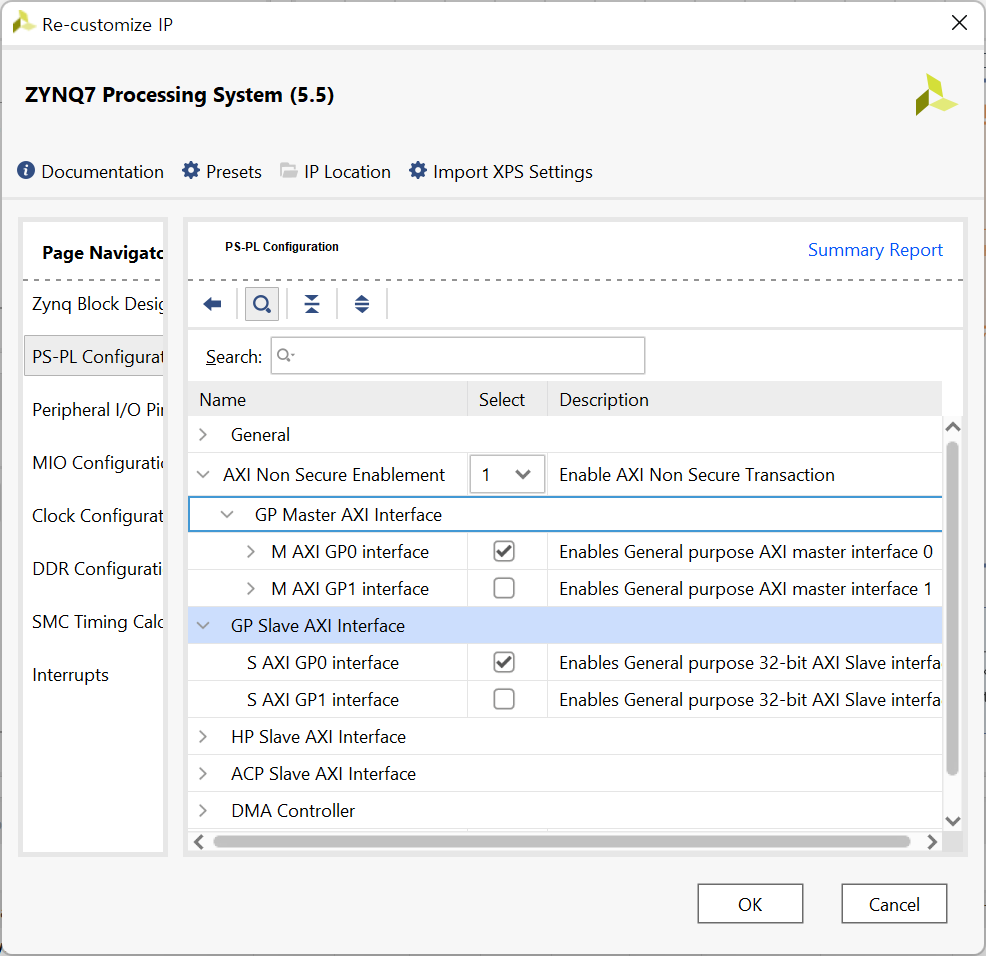 Re-customize IP
ZYNQ7 Processing System (5.5)
Documentation Presets IP Location Import XPS Settings
Page Navigato
Zynq Block Desig
PS-PL Configurat
Peripheral I/O Pin
MIO Configuratio
Clock Configurat
DDR Configurati
SMC Timing Calc
Interrupts
PS-PL Configuration
Summary Report
Search:
Name Select Description
General
AXI Non Secure Enablement 1 Enable AXI Non Secure Transaction
GP Master AXI Interface
M AXI GP0 interface Enables General purpose AXI master interface 0
M AXI GP1 interface Enables General purpose AXI master interface 1
GP Slave AXI Interface
S AXI GP0 interface Enables General purpose 32-bit AXI Slave interfa
S AXI GP1 interface Enables General purpose 32-bit AXI Slave interfa
HP Slave AXI Interface
ACP Slave AXI Interface
DMA Controller
OK Cancel